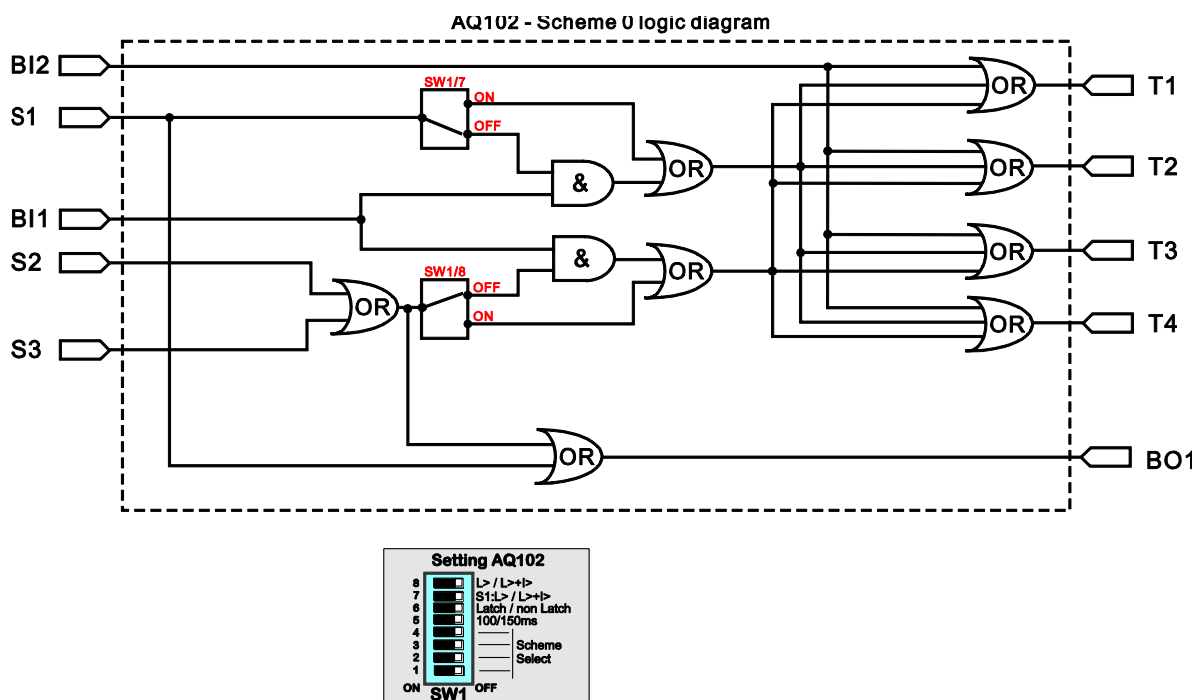 AQ102 - Scheme 0 logic diagram
BI2
SW1/7
T1
OR
ON
S1
OFF
OR
T2
OR
&
BI1
OR
T3
S2
&
SW1/8
OR
OFF
OR
OR
T4
ON
S3
OR
BO1
Setting AQ102
8 L> / L>+I>
7 S1:L> / L>+I>
6 Latch / non Latch
5 100/150ms
4
3 Scheme
2 Select
1
ON SW1 OFF